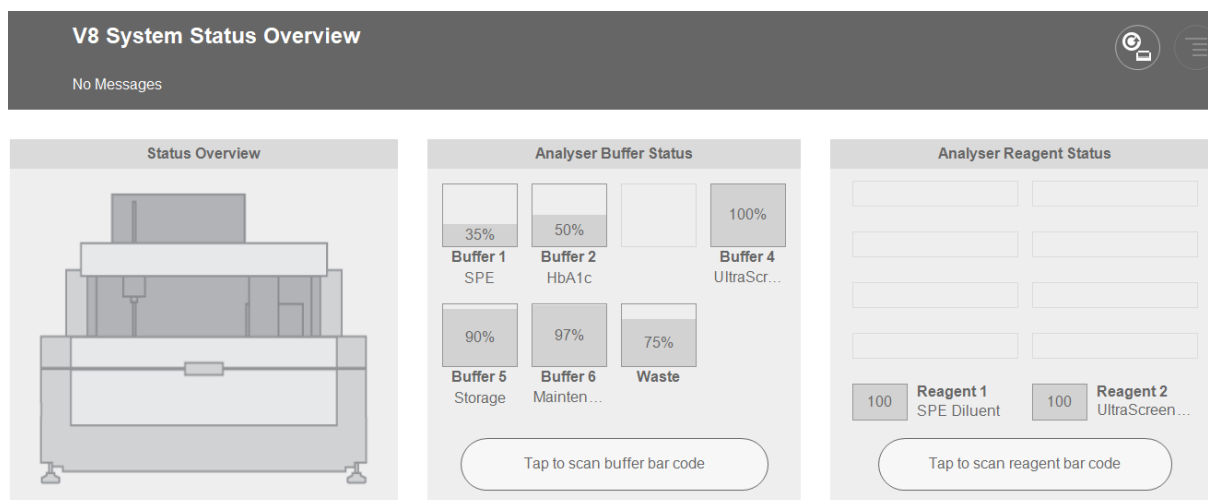 V8 System Status Overview
No Messages
Status Overview
Analyser Buffer Status
35%
Buffer 1
SPE
50%
Buffer 2
HbA1c
100%
Buffer 4
UltraScr...
90%
Buffer 5
Storage
97%
Buffer 6
Mainten...
75%
Waste
Tap to scan buffer bar code
Analyser Reagent Status
100
Reagent 1
SPE Diluent
100
Reagent 2
UltraScreen...
Tap to scan reagent bar code